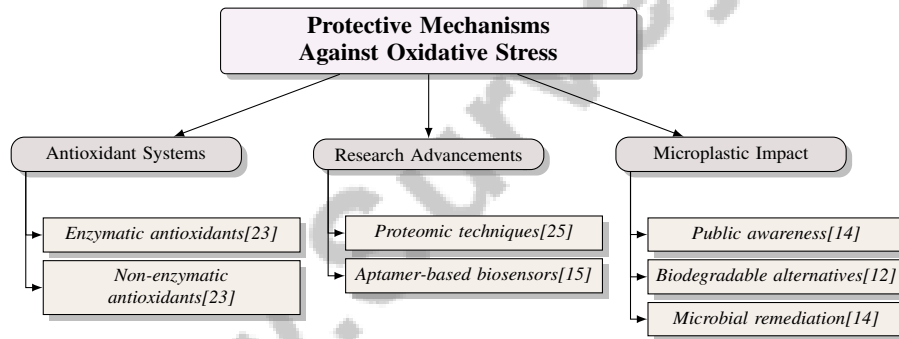 Protective Mechanisms
Against Oxidative Stress
Antioxidant Systems
Research Advancements
Microplastic Impact
Enzymatic antioxidants[23]
Non-enzymatic
antioxidants[23]
Proteomic techniques[25]
Aptamer-based biosensors[15]
Public awareness[14]
Biodegradable alternatives[12]
Microbial remediation[14]